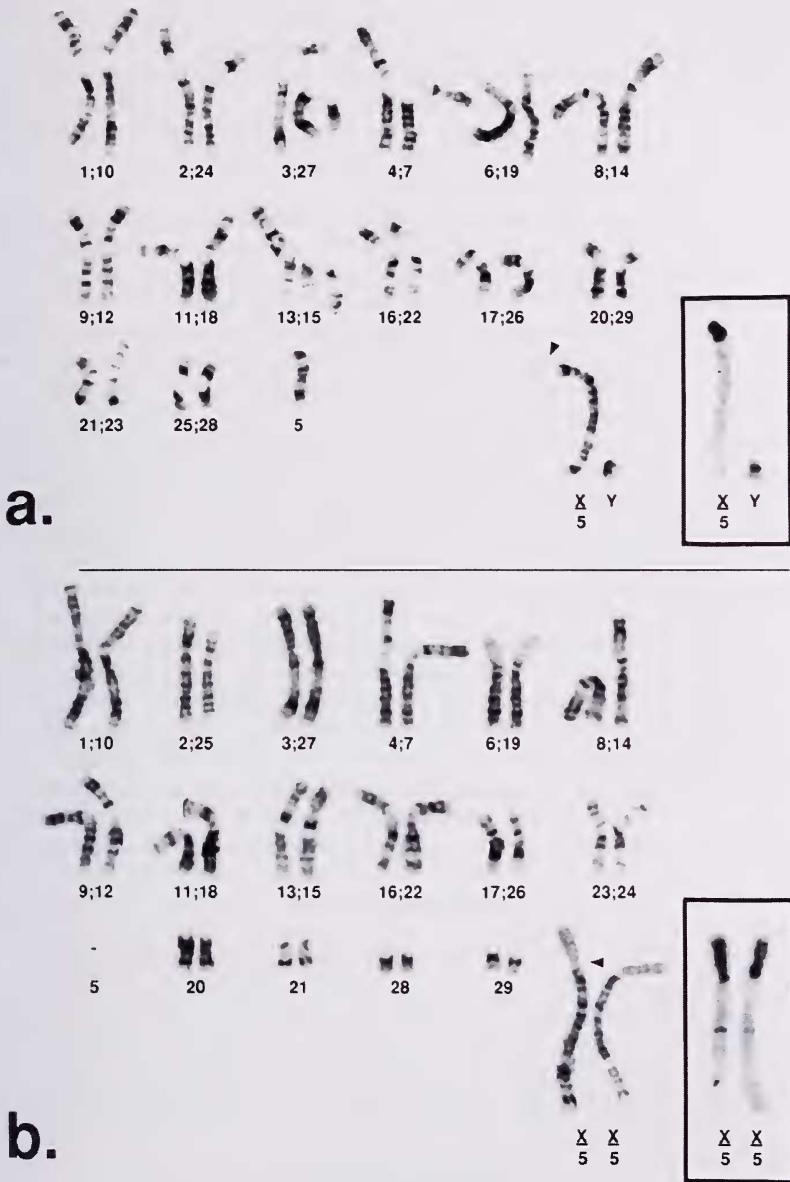 1;10 2;24 3;27 4;7 6;19 8;14
9;12 11;18 13;15 16;22 17;26 20;29
21;23 25;28 5
X Y X Y
5 5
a.
1;10 2;25 3;27 4;7 6;19 8;14
9;12 11;18 13;15 16;22 17;26 23;24
5 20 21 28 29
X X X X
5 5 5 5
b.